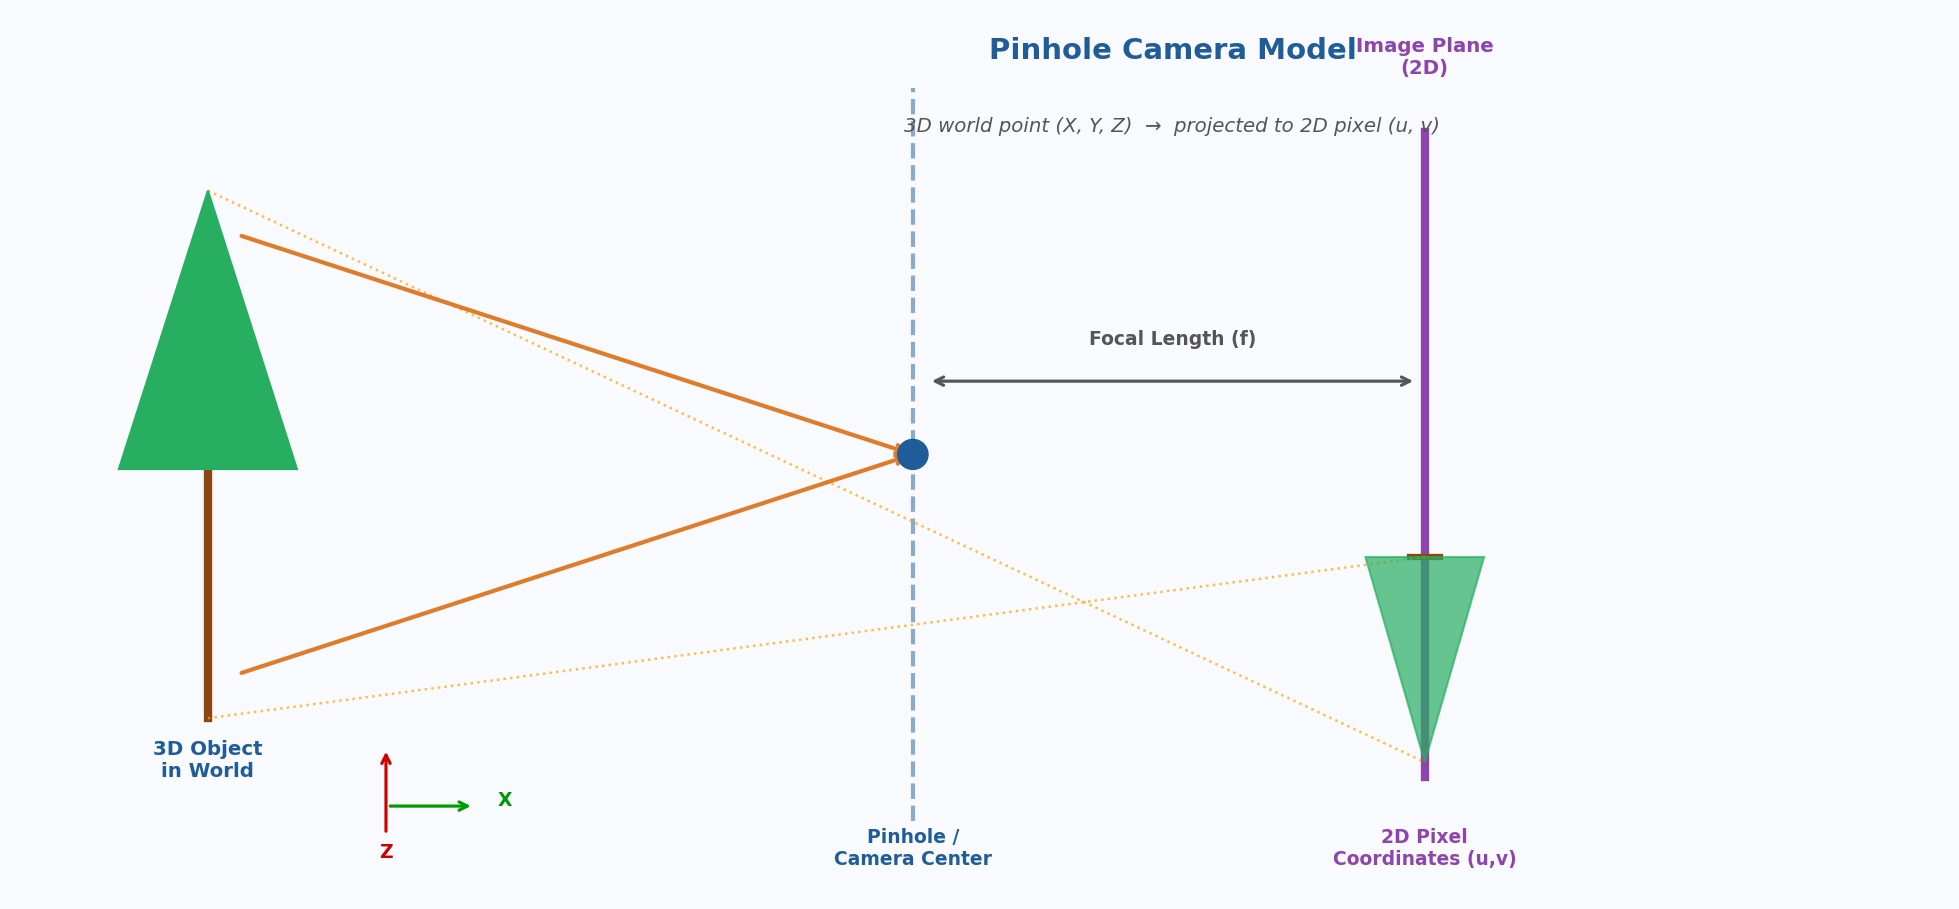 Pinhole Camera Model
Image Plane
(2D)
3D world point (X, Y, Z) → projected to 2D pixel (u, v)
Focal Length (f)
3D Object
in World
X
Z
Pinhole /
Camera Center
2D Pixel
Coordinates (u,v)